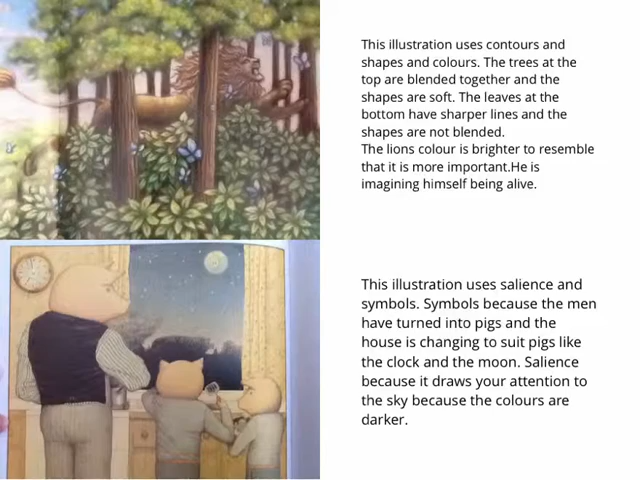 This illustration uses contours and
shapes and colours. The trees at the
top are blended together and the
shapes are soft. The leaves at the
bottom have sharper lines and the
shapes are not blended.
The lions colour is brighter to resemble
that it is more important.He is
imagining himself being alive.
This illustration uses salience and
symbols. Symbols because the men
have turned into pigs and the
house is changing to suit pigs like
the clock and the moon. Salience
because it draws your attention to
the sky because the colours are
darker.